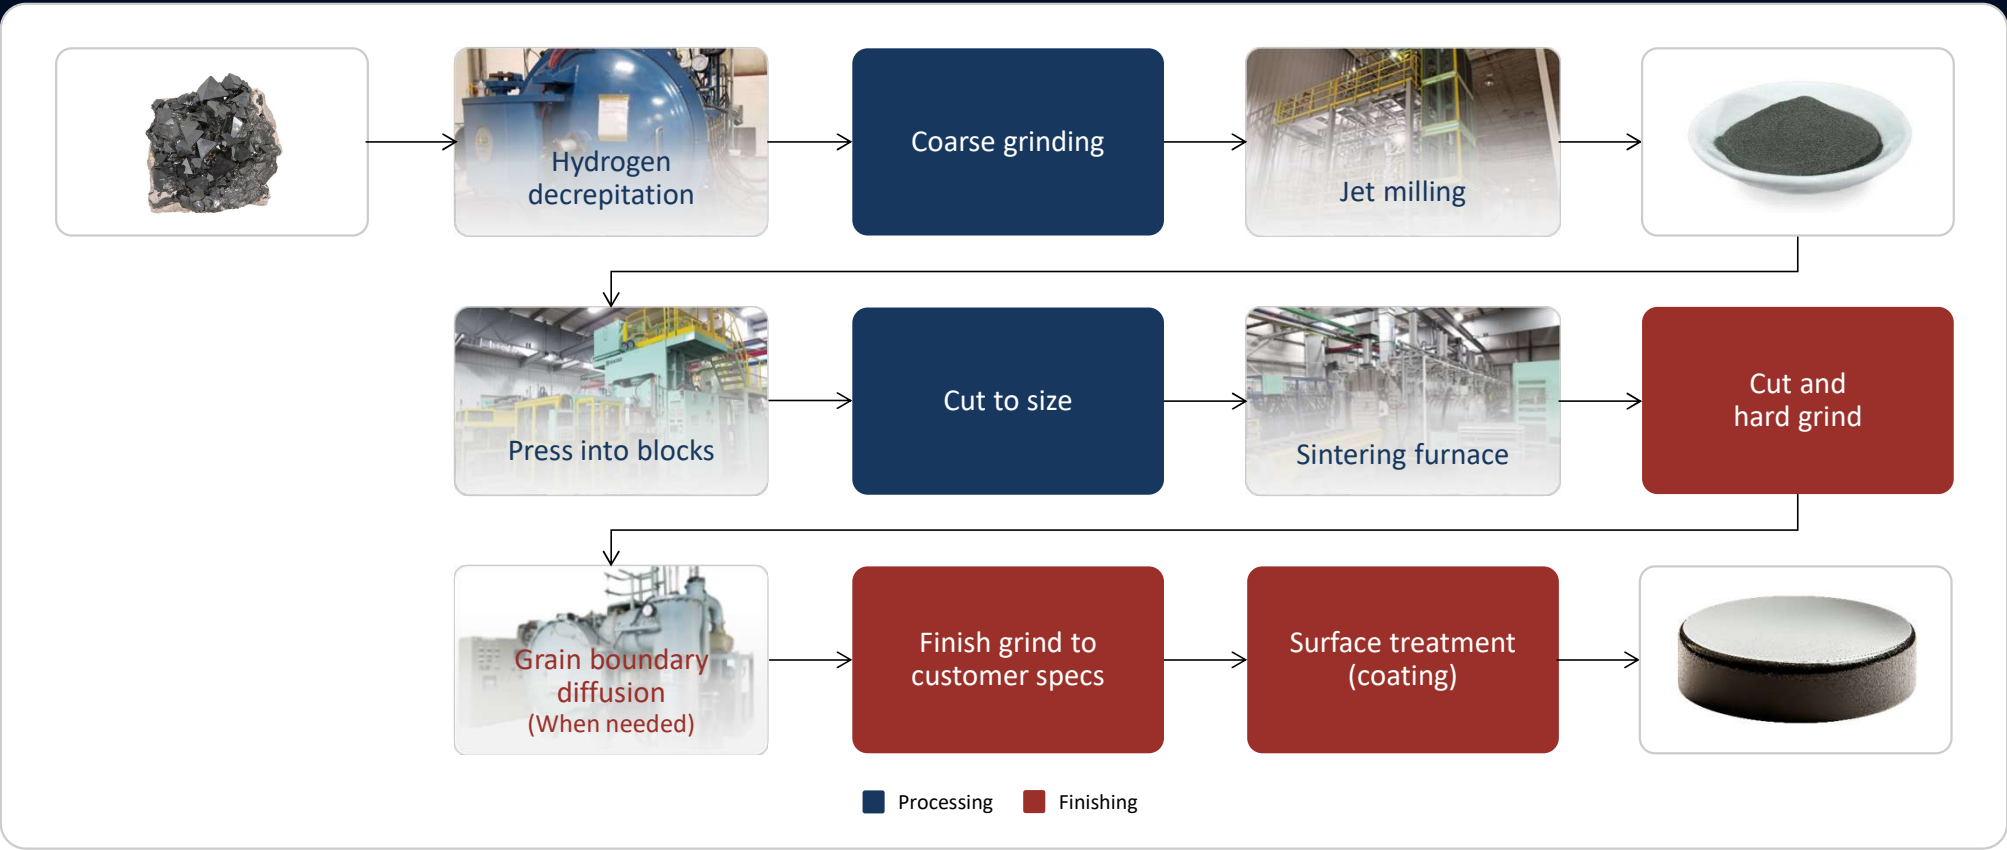 Hydrogen
decrepitation
Coarse grinding
Jet milling
Press into blocks
Cut to size
Sintering furnace
Cut and
hard grind
Grain boundary
diffusion
(When needed)
Finish grind to
customer specs
Surface treatment
(coating)
Processing
Finishing